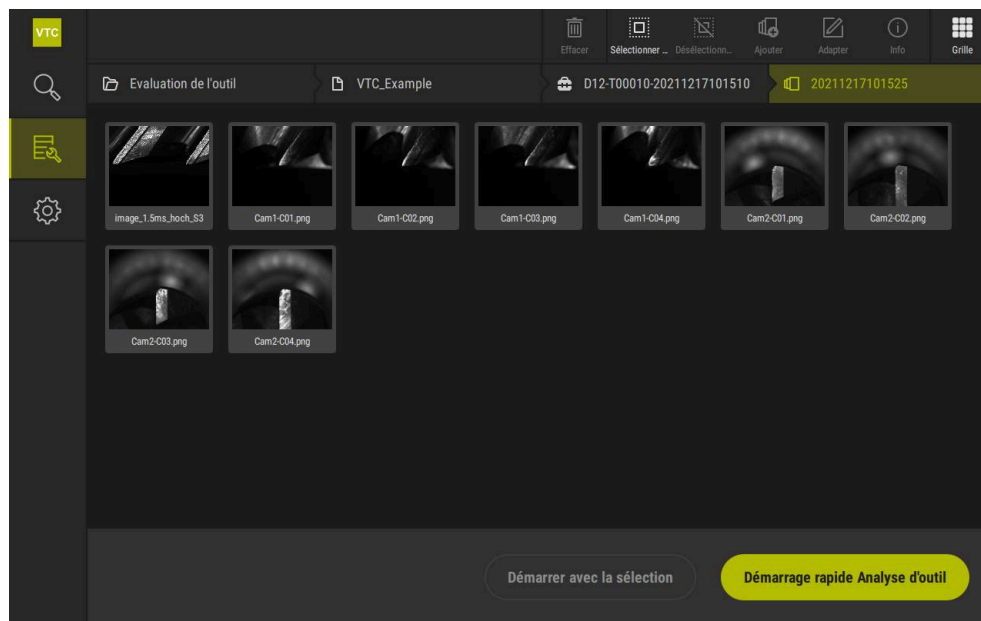 VTC
Effacer
Sélectionner ...
Désélectionn...
Ajouter
Adapter
Info
Grille
Evaluation de l'outil
VTC_Example
D12-T00010-20211217101510
20211217101525
image_1.5ms_hoch_S3
Cam1-C01.png
Cam1-C02.png
Cam1-C03.png
Cam1-C04.png
Cam2-C01.png
Cam2-C02.png
Cam2-C03.png
Cam2-C04.png
Démarrer avec la sélection
Démarrage rapide Analyse d'outil